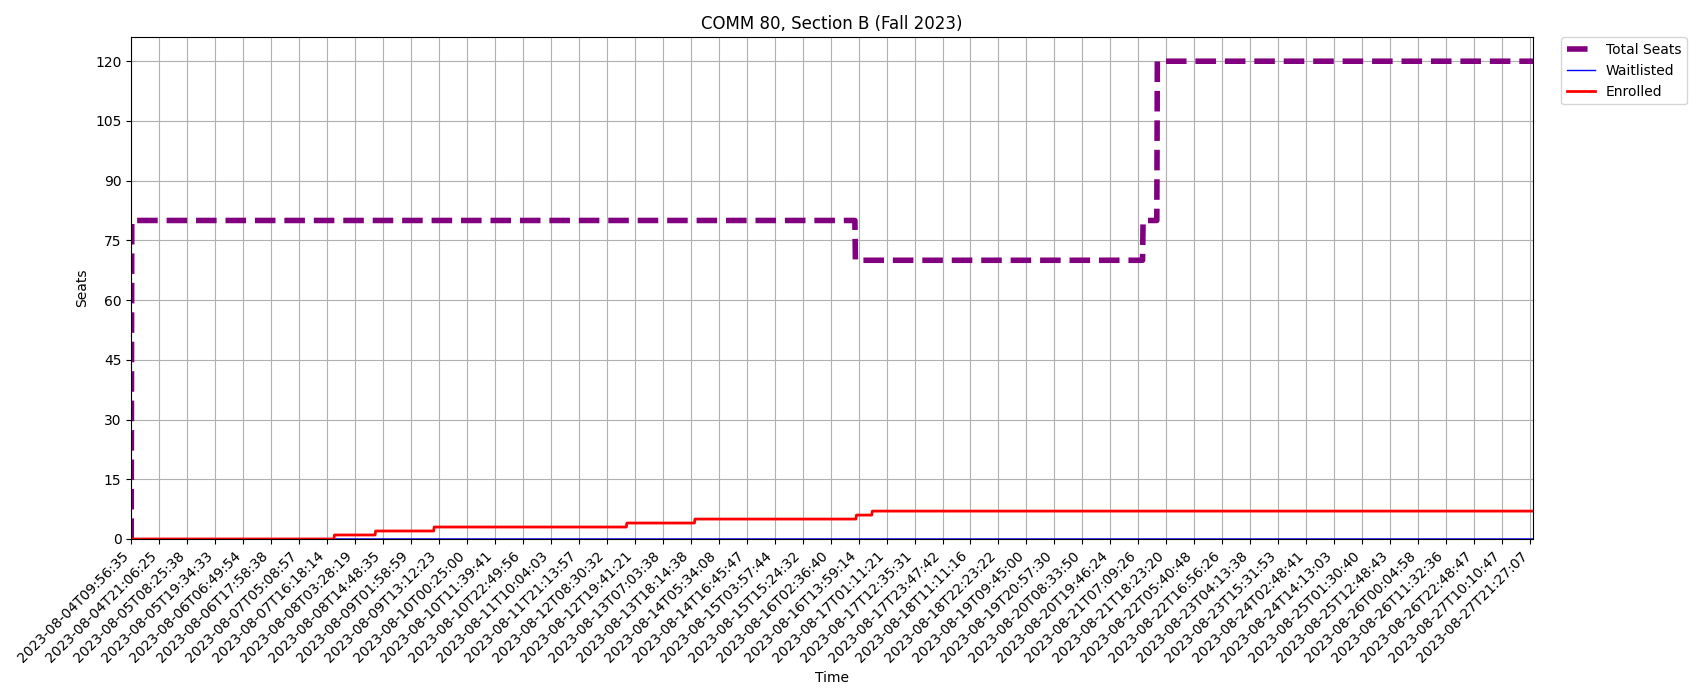 COMM 80, Section B (Fall 2023)
Total Seats
Waitlisted
Enrolled
120
105
90
75
60
45
30
15
0
Seats
2023-08-04T09:56:35
2023-08-04T21:06:25
2023-08-05T08:25:38
2023-08-05T19:34:33
2023-08-06T06:49:54
2023-08-06T17:58:38
2023-08-07T05:08:57
2023-08-07T16:18:14
2023-08-08T03:28:19
2023-08-08T14:48:35
2023-08-09T01:58:59
2023-08-09T13:12:23
2023-08-10T00:25:00
2023-08-10T11:39:41
2023-08-10T22:49:56
2023-08-11T10:04:03
2023-08-11T21:13:57
2023-08-12T08:30:32
2023-08-12T19:41:21
2023-08-13T07:03:38
2023-08-13T18:14:38
2023-08-14T05:34:08
2023-08-14T16:45:47
2023-08-15T03:57:44
2023-08-15T15:24:32
2023-08-16T02:36:40
2023-08-16T13:59:14
2023-08-17T01:11:21
2023-08-17T12:35:31
2023-08-17T23:47:42
2023-08-18T11:11:16
2023-08-18T22:23:22
2023-08-19T09:45:00
2023-08-19T20:57:30
2023-08-20T08:33:50
2023-08-20T19:46:24
2023-08-21T07:09:26
2023-08-21T18:23:20
2023-08-22T05:40:48
2023-08-22T16:56:28
2023-08-23T04:13:38
2023-08-23T15:31:53
2023-08-24T02:48:41
2023-08-24T14:13:03
2023-08-25T01:30:40
2023-08-25T12:48:43
2023-08-26T00:04:58
2023-08-26T11:32:36
2023-08-26T22:48:47
2023-08-27T10:10:47
2023-08-27T21:27:07
Time